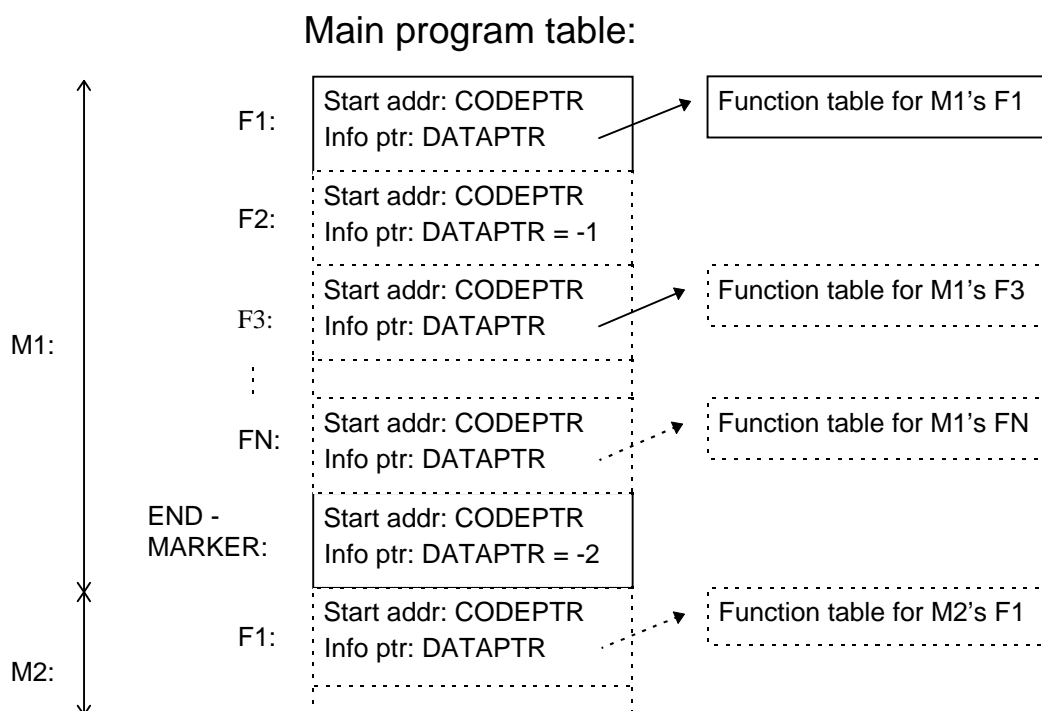 Main program table:
F1:
Start addr: CODEPTR
Info ptr: DATAPTR
Function table for M1’s F1
F2:
Start addr: CODEPTR
Info ptr: DATAPTR = -1
M1:
F3:
Start addr: CODEPTR
Info ptr: DATAPTR
Function table for M1’s F3
FN:
Start addr: CODEPTR
Info ptr: DATAPTR
Function table for M1’s FN
END -
MARKER:
Start addr: CODEPTR
Info ptr: DATAPTR = -2
M2:
F1:
Start addr: CODEPTR
Info ptr: DATAPTR
Function table for M2’s F1